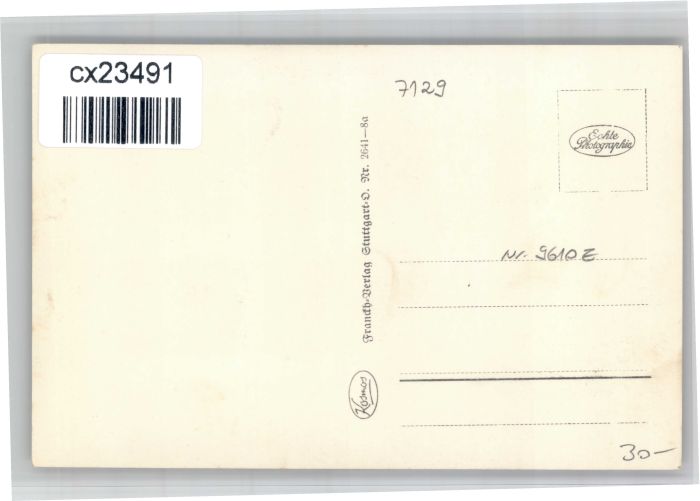 cx23491
7129
Echte
Photographie
Franckh-Verlag Stuttgart-O. Nr. 2641—8a
Nr. 9610 E
Kosmos
30—